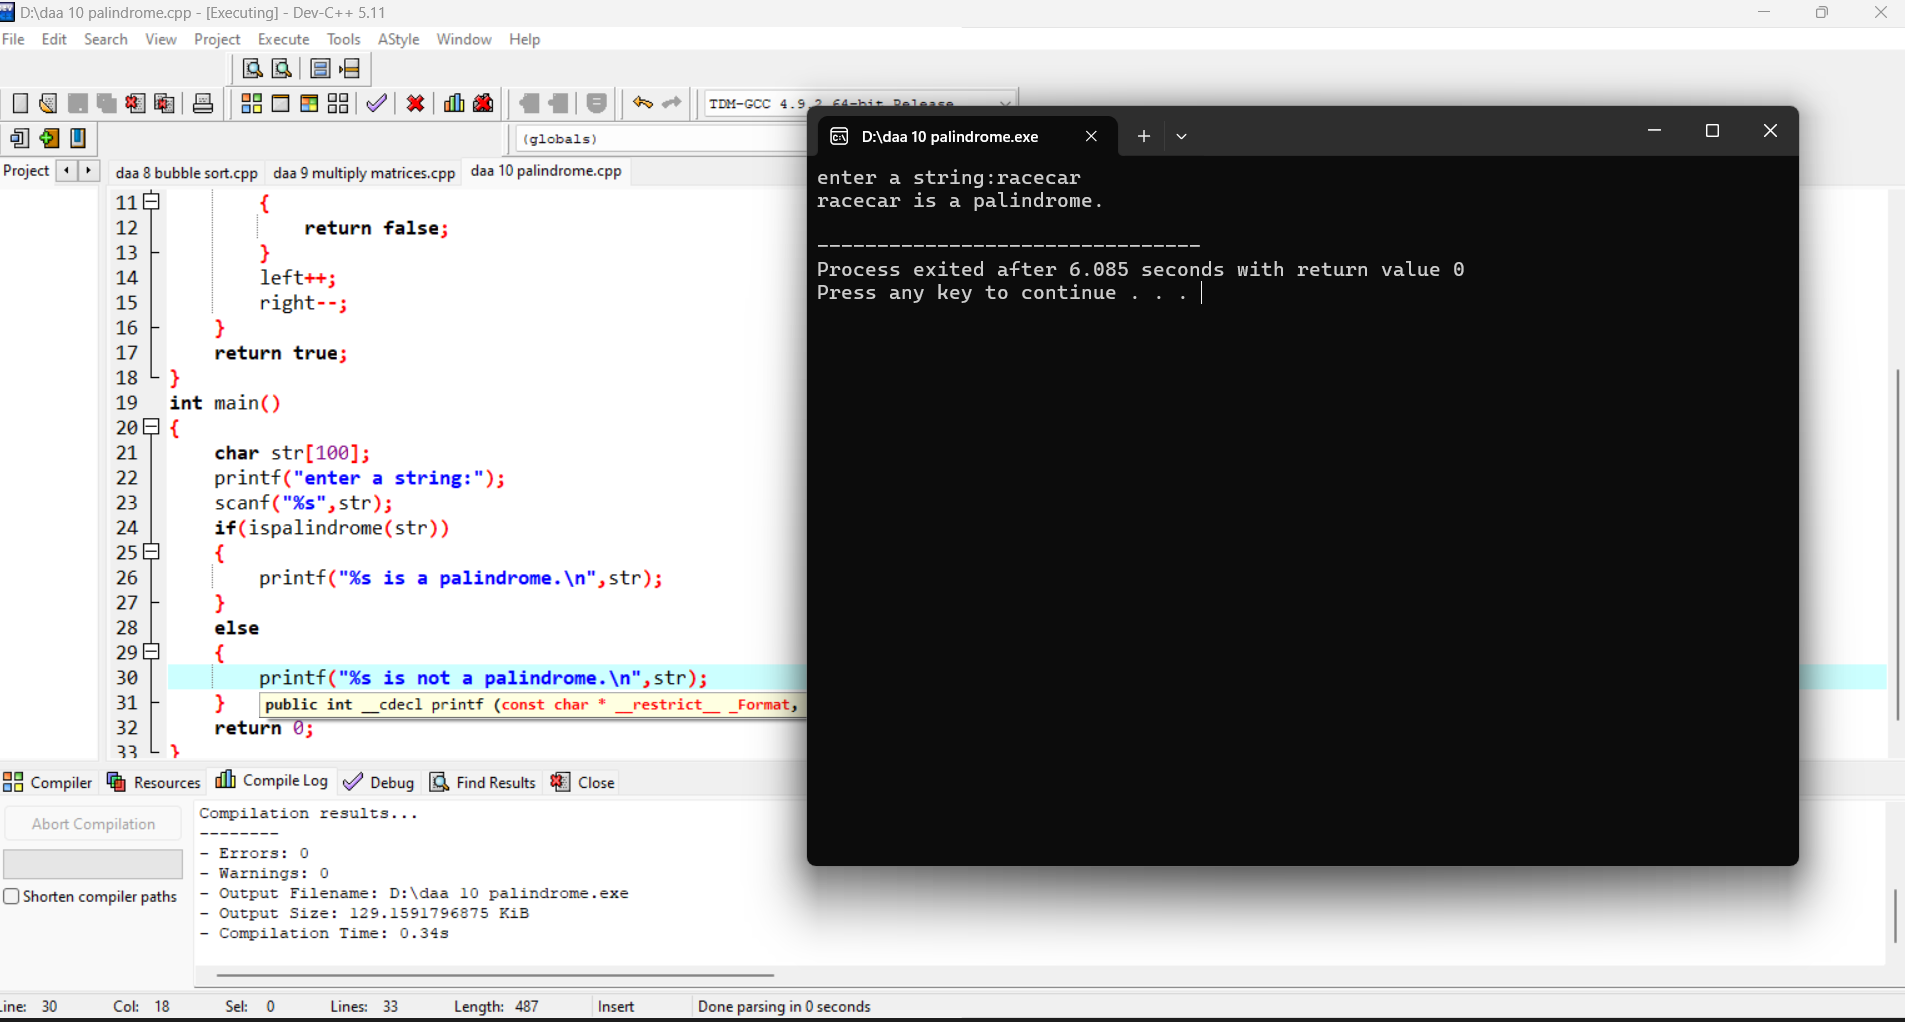 D:\daa 10 palindrome.cpp - [Executing] - Dev-C++ 5.11
File Edit Search View Project Execute Tools AStyle Window Help
TDM-GCC 4.9.2 64-bit Release
(globals)
Project
daa 8 bubble sort.cpp daa 9 multiply matrices.cpp daa 10 palindrome.cpp
11 {
12 return false;
13 }
14 left++;
15 right--;
16 }
17 return true;
18 }
19 int main()
20 {
21 char str[100];
22 printf("enter a string:");
23 scanf("%s",str);
24 if(ispalindrome(str))
25 {
26 printf("%s is a palindrome.\n",str);
27 }
28 else
29 {
30 printf("%s is not a palindrome.\n",str);
31 }
public int __cdecl printf (const char * __restrict__ _Format,
32 return 0;
33 }
D:\daa 10 palindrome.exe
enter a string:racecar
racecar is a palindrome.
--------------------------------
Process exited after 6.085 seconds with return value 0
Press any key to continue . . .
Compiler Resources Compile Log Debug Find Results Close
Abort Compilation
Shorten compiler paths
Compilation results...
--------
- Errors: 0
- Warnings: 0
- Output Filename: D:\daa 10 palindrome.exe
- Output Size: 129.1591796875 KiB
- Compilation Time: 0.34s
Line: 30 Col: 18 Sel: 0 Lines: 33 Length: 487 Insert Done parsing in 0 seconds